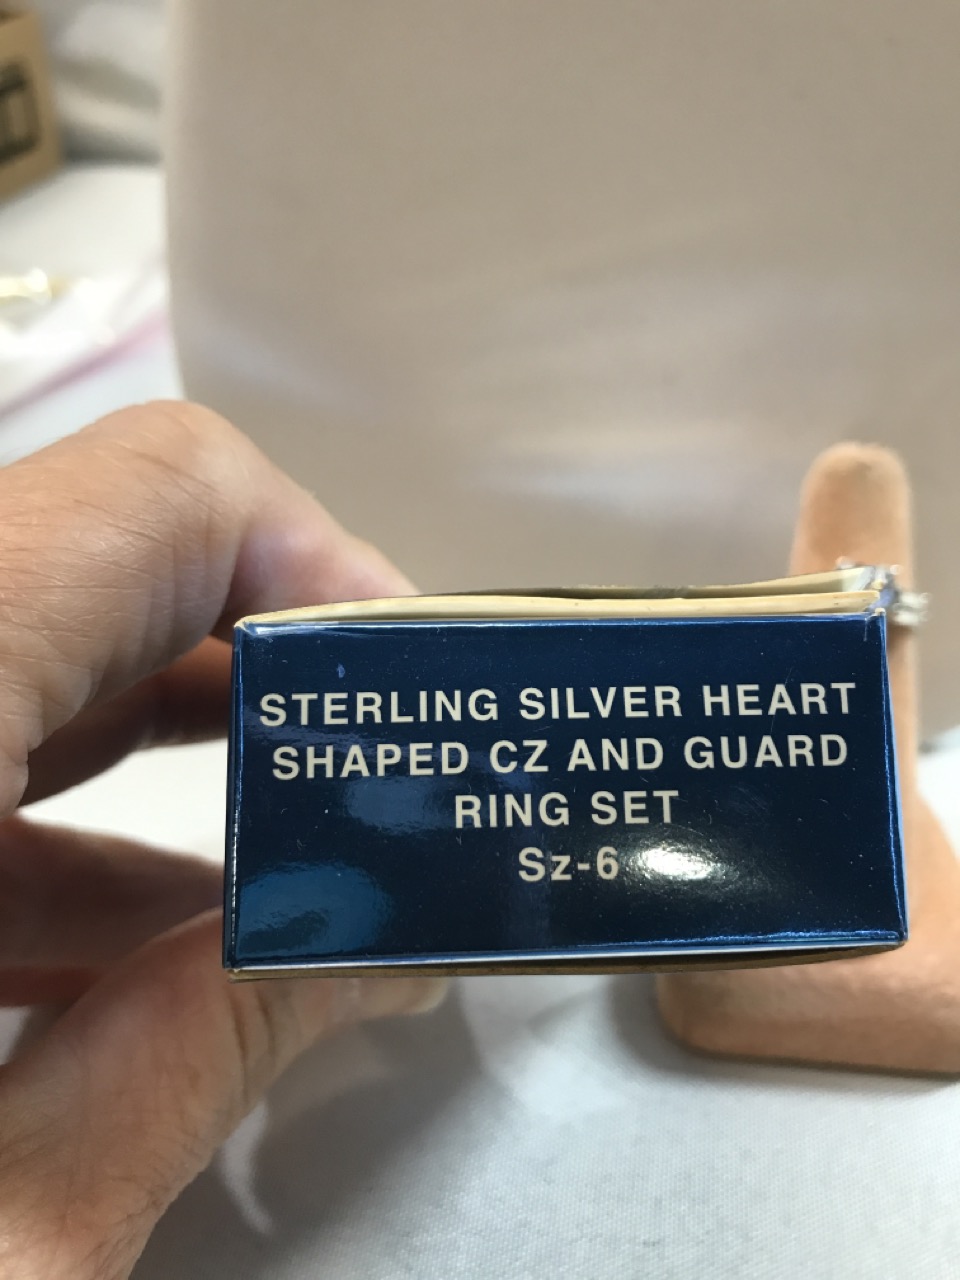 STERLING SILVER HEART
SHAPED CZ AND GUARD
RING SET
Sz-6